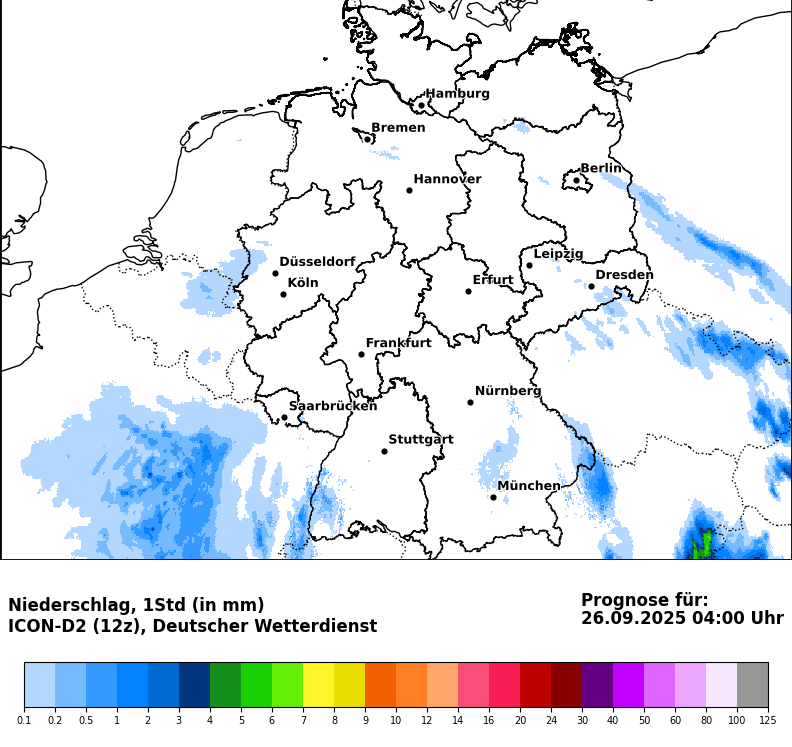 Hamburg
Bremen
Berlin
Hannover
Düsseldorf
Köln
Leipzig
Dresden
Erfurt
Frankfurt
Nürnberg
Saarbrücken
Stuttgart
München
Niederschlag, 1Std (in mm)
ICON-D2 (12z), Deutscher Wetterdienst
Prognose für:
26.09.2025 04:00 Uhr
0.1 0.2 0.5 1 2 3 4 5 6 7 8 9 10 12 14 16 20 24 30 40 50 60 80 100 125